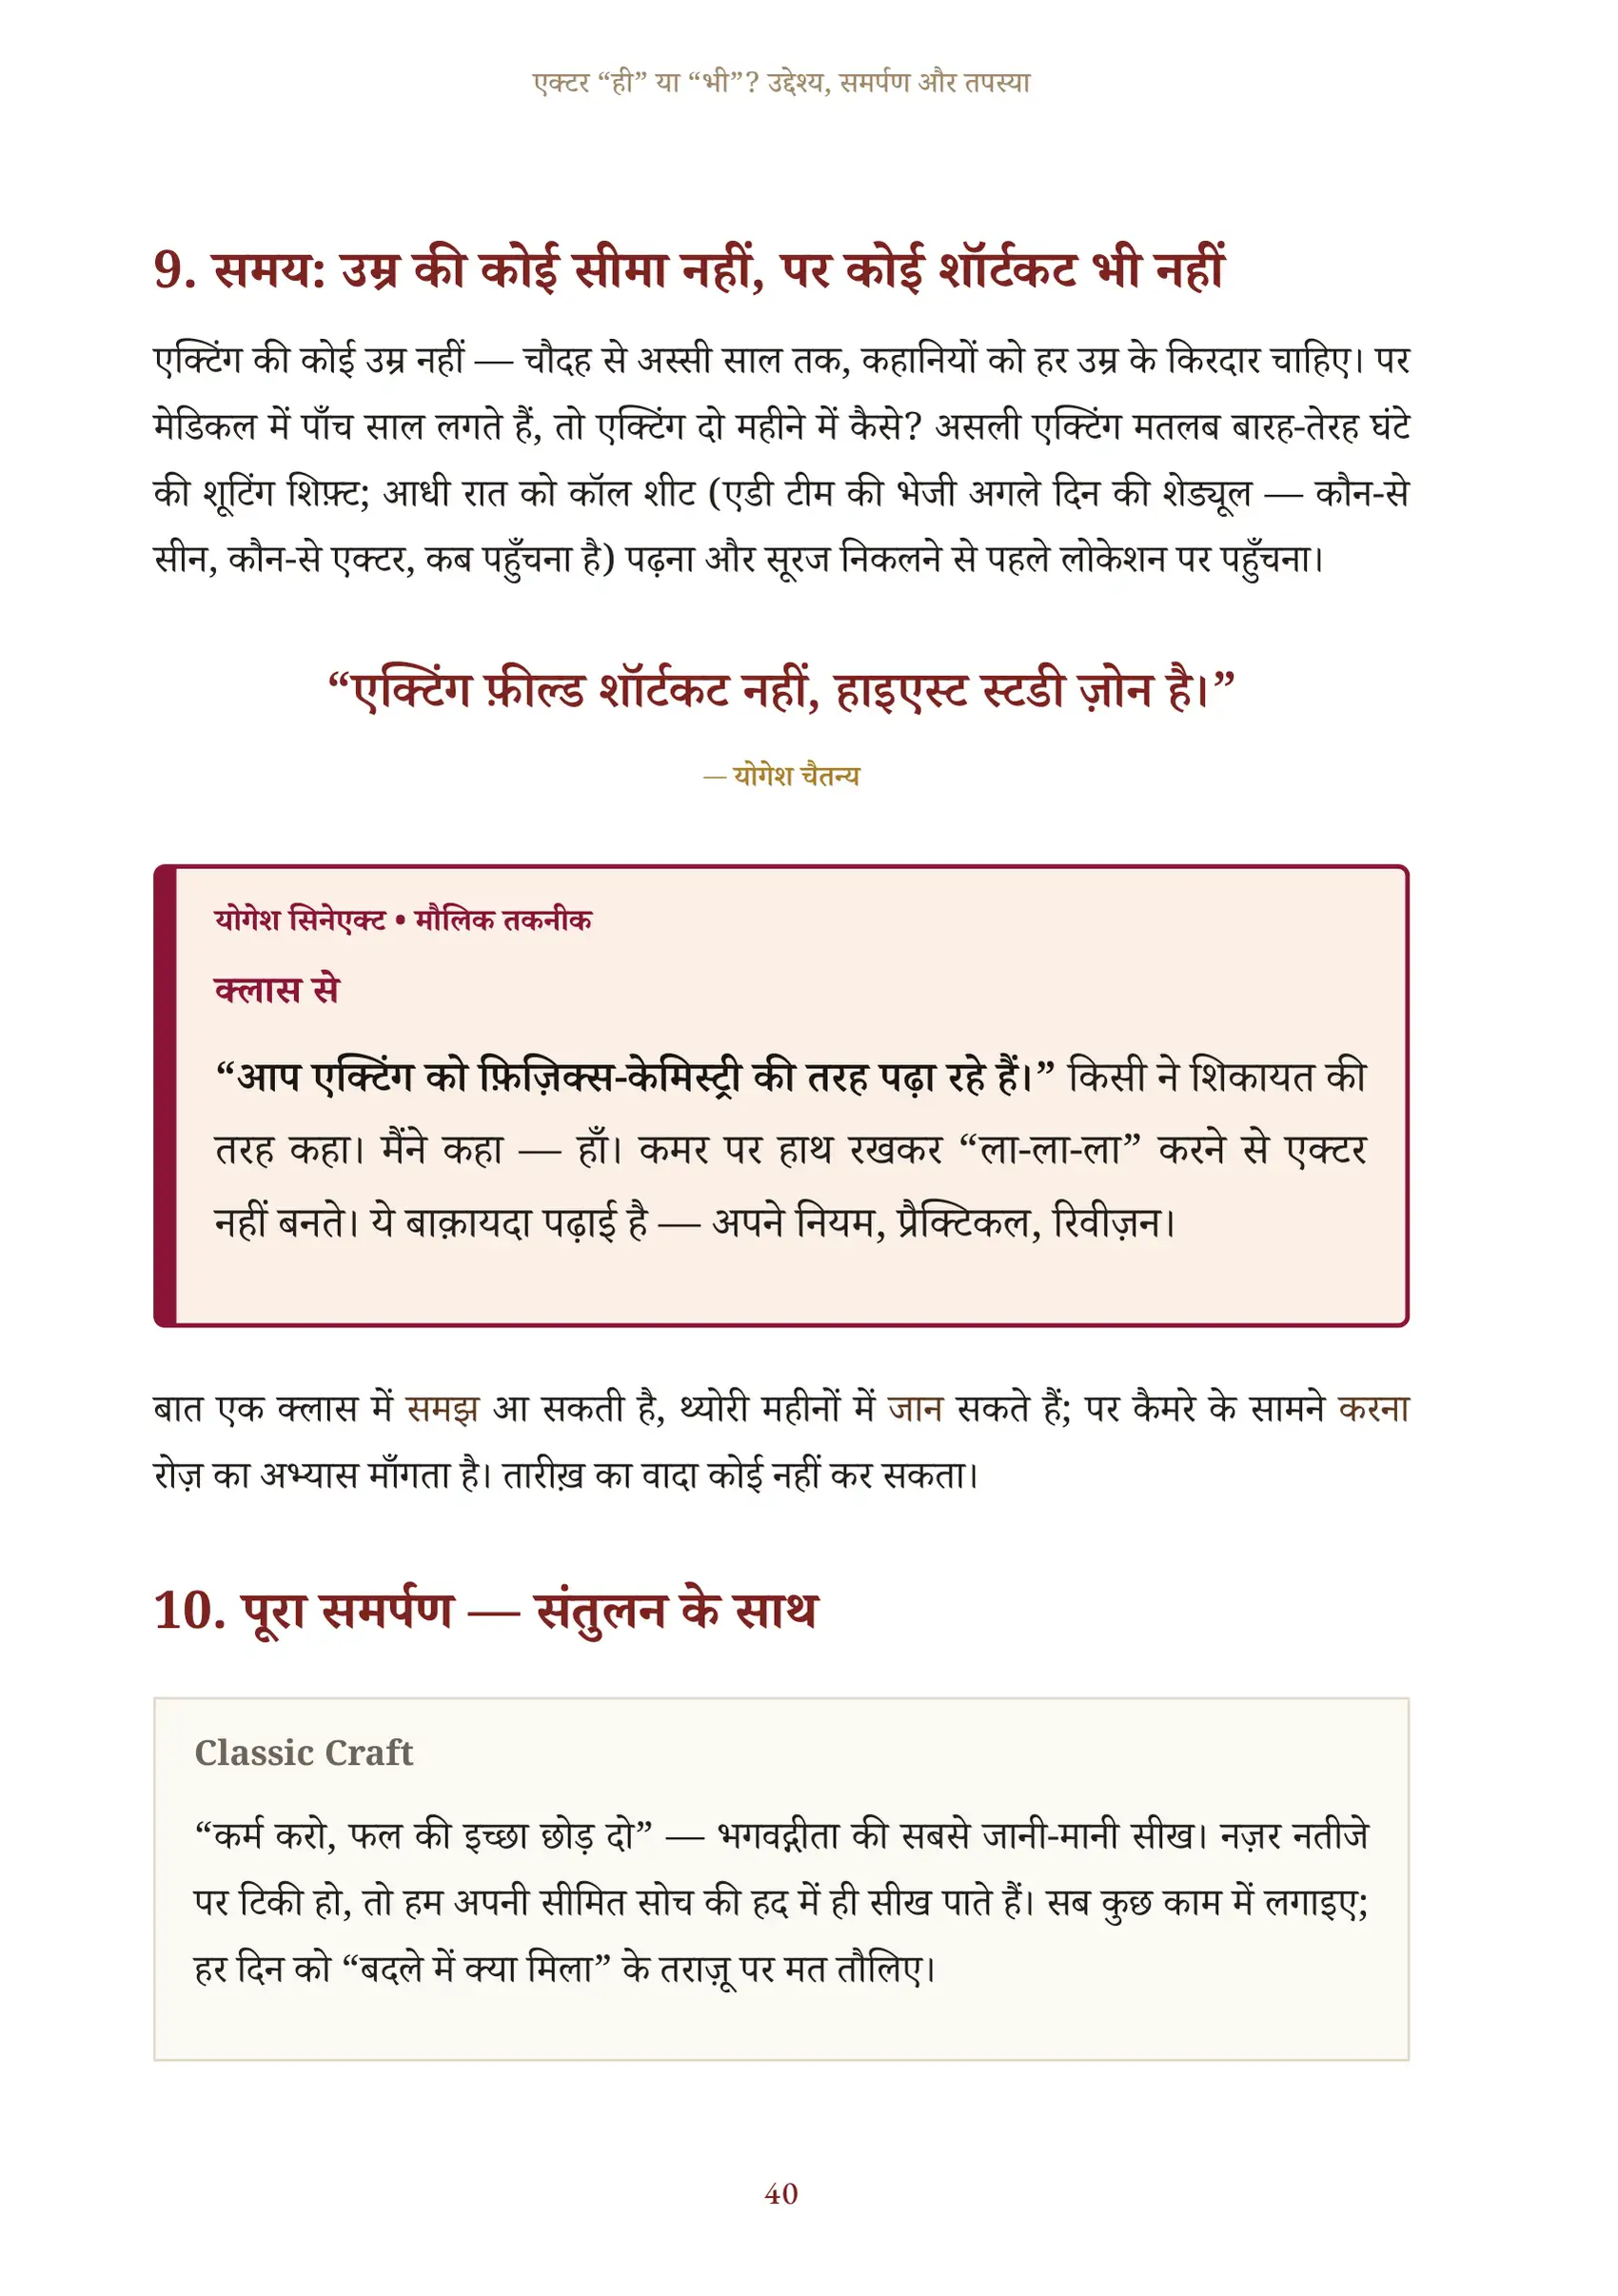 एक्टर “ही” या “भी”? उद्देश्य, समर्पण और तपस्या
9. समय: उम्र की कोई सीमा नहीं, पर कोई शॉर्टकट भी नहीं
एक्टिंग की कोई उम्र नहीं — चौदह से अस्सी साल तक, कहानियों को हर उम्र के किरदार चाहिए। पर
मेडिकल में पाँच साल लगते हैं, तो एक्टिंग दो महीने में कैसे? असली एक्टिंग मतलब बारह-तेरह घंटे
की शूटिंग शिफ़्ट; आधी रात को कॉल शीट (एडी टीम की भेजी अगले दिन की शेड्यूल — कौन-से
सीन, कौन-से एक्टर, कब पहुँचना है) पढ़ना और सूरज निकलने से पहले लोकेशन पर पहुँचना।
“एक्टिंग फ़ील्ड शॉर्टकट नहीं, हाइएस्ट स्टडी ज़ोन है।”
— योगेश चैतन्य
योगेश सिनेएक्ट • मौलिक तकनीक
क्लास से
“आप एक्टिंग को फ़िज़िक्स-केमिस्ट्री की तरह पढ़ा रहे हैं।” किसी ने शिकायत की
तरह कहा। मैंने कहा — हाँ। कमर पर हाथ रखकर “ला-ला-ला” करने से एक्टर
नहीं बनते। ये बाक़ायदा पढ़ाई है — अपने नियम, प्रैक्टिकल, रिवीज़न।
बात एक क्लास में समझ आ सकती है, थ्योरी महीनों में जान सकते हैं; पर कैमरे के सामने करना
रोज़ का अभ्यास माँगता है। तारीख़ का वादा कोई नहीं कर सकता।
10. पूरा समर्पण — संतुलन के साथ
Classic Craft
“कर्म करो, फल की इच्छा छोड़ दो” — भगवद्गीता की सबसे जानी-मानी सीख। नज़र नतीजे
पर टिकी हो, तो हम अपनी सीमित सोच की हद में ही सीख पाते हैं। सब कुछ काम में लगाइए;
हर दिन को “बदले में क्या मिला” के तराज़ू पर मत तौलिए।
40